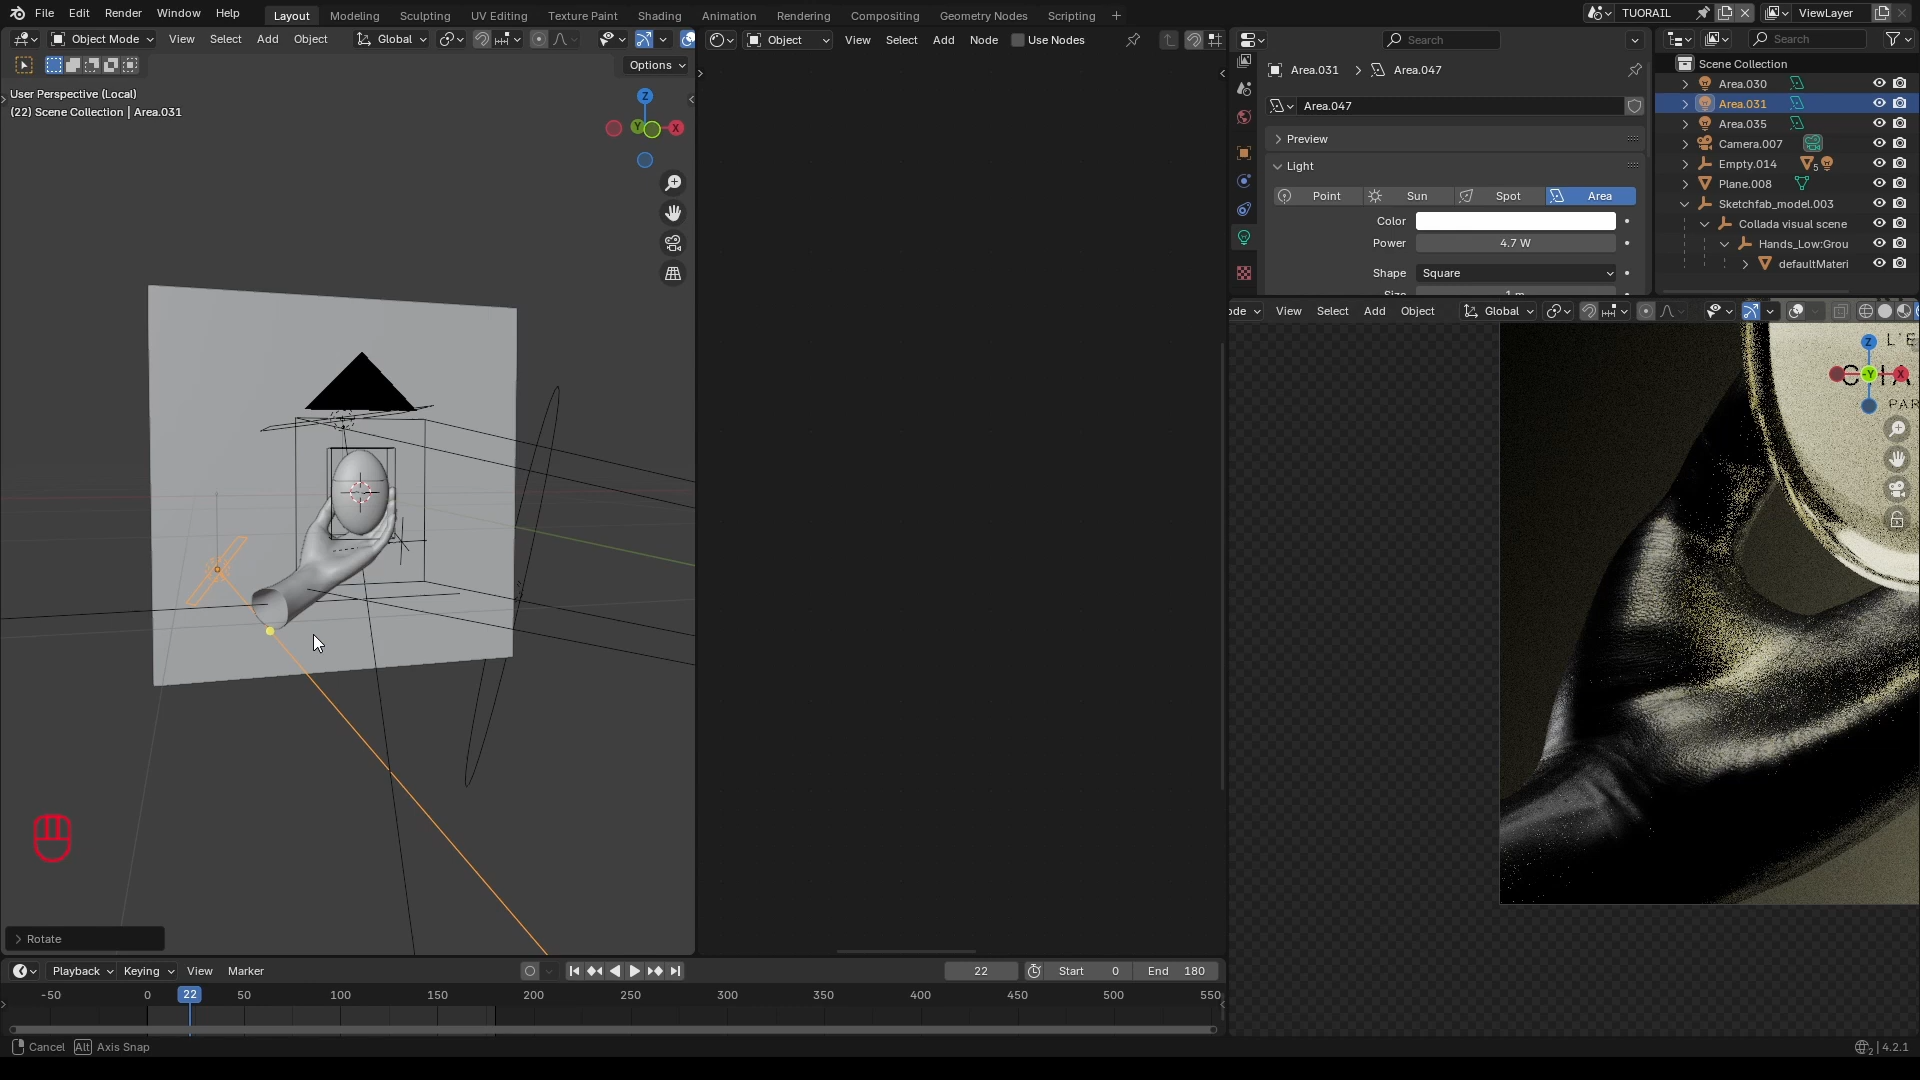 File Edit Render Window Help
Layout Modeling Sculpting UV Editing Texture Paint Shading Animation Rendering Compositing Geometry Nodes Scripting +
TUORAIL
ViewLayer
Object Mode View Select Add Object Global
Object View Select Add Node Use Nodes
Search
Search
Options
User Perspective (Local)
(22) Scene Collection | Area.031
Z
Y
X
Area.031 > Area.047
Area.047
Preview
Light
Point Sun Spot Area
Color
Power 4.7 W
Shape Square
Scene Collection
Area.030
Area.031
Area.035
Camera.007
Empty.014 5
Plane.008
Sketchfab_model.003
Collada visual scene
Hands_Low:Grou
defaultMateri
ode View Select Add Object Global
Z
-Y
X
L'E
PAR
Rotate
Playback Keying View Marker
22
Start 0
End 180
-50 0 22 50 100 150 200 250 300 350 400 450 500 550
Cancel Alt Axis Snap
2 | 4.2.1